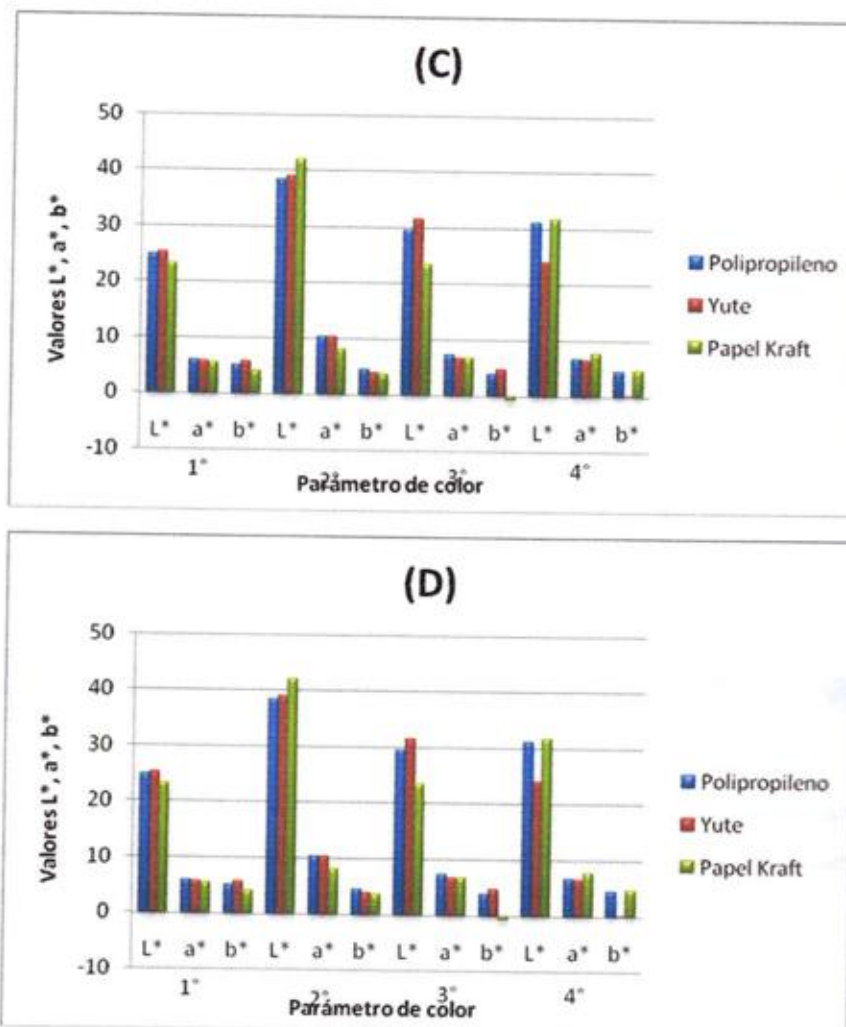 (C)
50
40
30
20
10
0
-10
Valores L*, a*, b*
L* a* b* L* a* b* L* a* b* L* a* b*
1° 2° 3° 4°
Parámetro de color
Polipropileno
Yute
Papel Kraft
(D)
50
40
30
20
10
0
-10
Valores L*, a*, b*
L* a* b* L* a* b* L* a* b* L* a* b*
1° 2° 3° 4°
Parámetro de color
Polipropileno
Yute
Papel Kraft